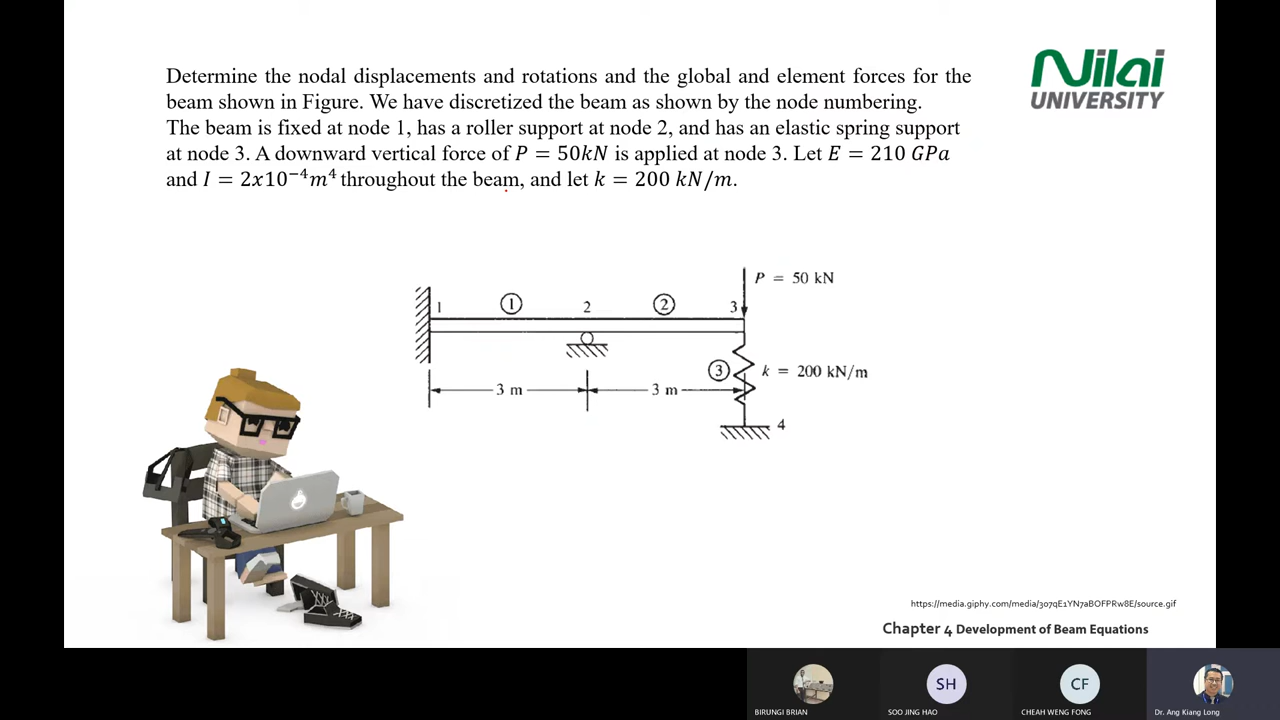 Determine the nodal displacements and rotations and the global and element forces for the
beam shown in Figure. We have discretized the beam as shown by the node numbering.
The beam is fixed at node 1, has a roller support at node 2, and has an elastic spring support
at node 3. A downward vertical force of P = 50kN is applied at node 3. Let E = 210 GPa
and I = 2x10⁻⁴m⁴ throughout the beam, and let k = 200 kN/m.
Nilai
UNIVERSITY
P = 50 kN
1 ① 2 ② 3
③ k = 200 kN/m
3 m 3 m
4
https://media.giphy.com/media/3o7qE1YN7aBOFPRw8E/source.gif
Chapter 4 Development of Beam Equations
SH
CF
BIRUNGI BRIAN
SOO JING HAO
CHEAH WENG FONG
Dr. Ang Kiang Long